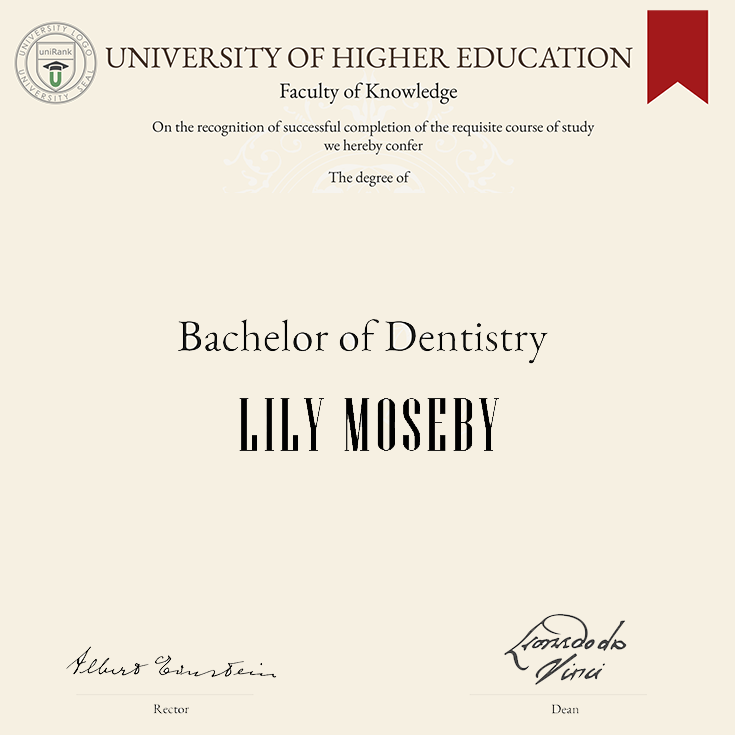 UNIVERSITY LOGO
uniRank
U
UNIVERSITY SEAL
UNIVERSITY OF HIGHER EDUCATION
Faculty of Knowledge
On the recognition of successful completion of the requisite course of study
we hereby confer
The degree of
Bachelor of Dentistry
LILY MOSEBY
Albert Einstein
Leonardo da
Vinci
Rector
Dean